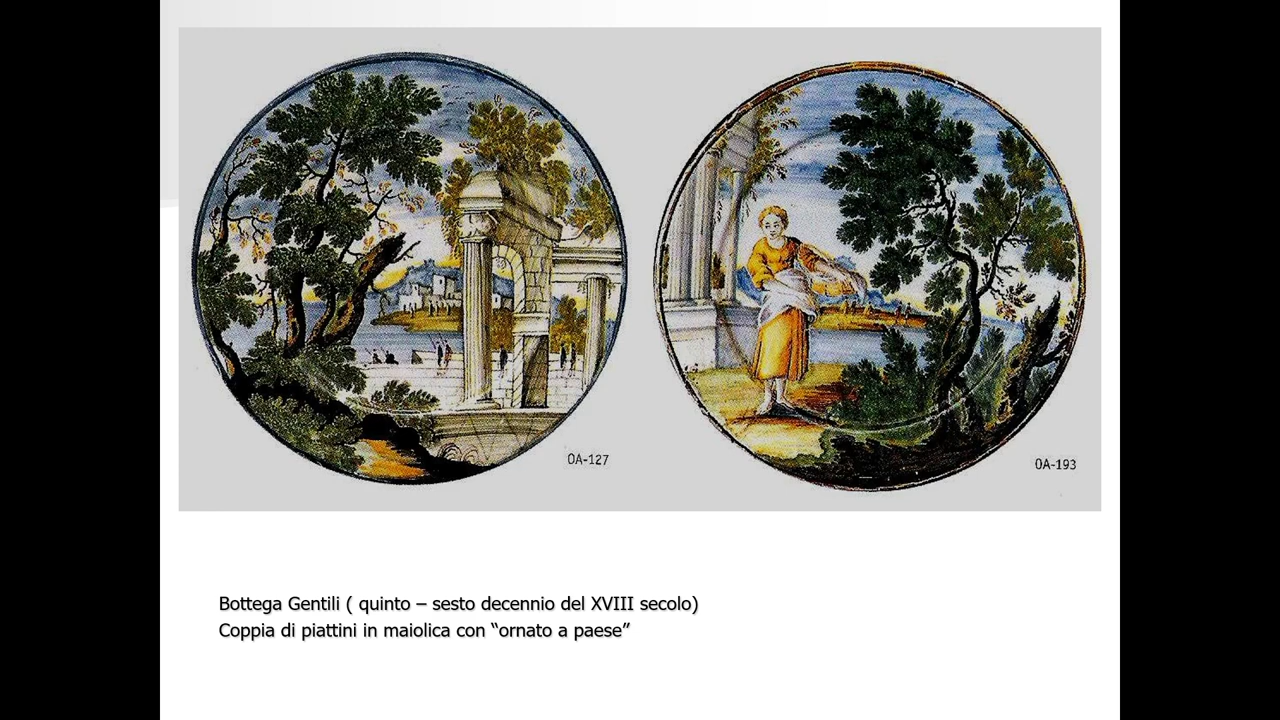 OA-127
OA-193
Bottega Gentili ( quinto – sesto decennio del XVIII secolo)
Coppia di piattini in maiolica con “ornato a paese”